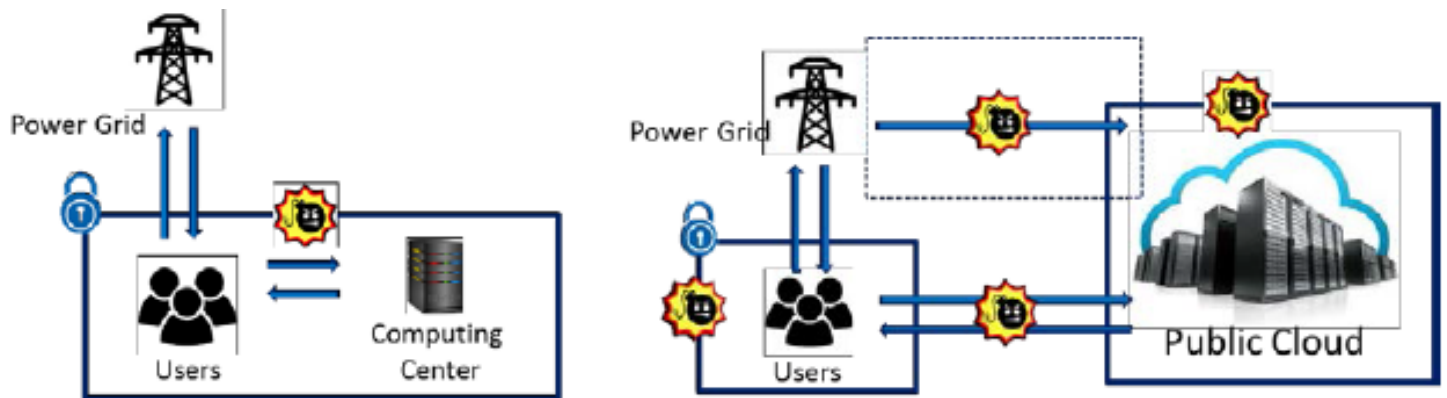 Power Grid
Users
Computing
Center
Power Grid
Users
Public Cloud